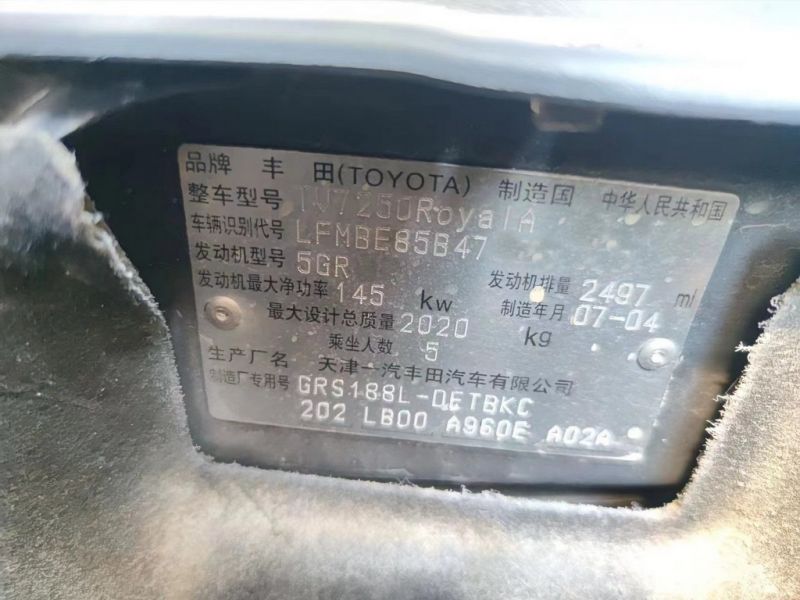 品牌 丰 田(TOYOTA) 制造国 中华人民共和国
整车型号 TV7250RoyalA
车辆识别代号 LFMBE85B47
发动机型号 5GR 发动机排量 2497 ml
发动机最大净功率 145 kw 制造年月 07-04
最大设计总质量 2020 kg
乘坐人数 5
生产厂名 天津一汽丰田汽车有限公司
制造厂专用号 GRS188L-DETBKC
202 LB00 A960E A02A